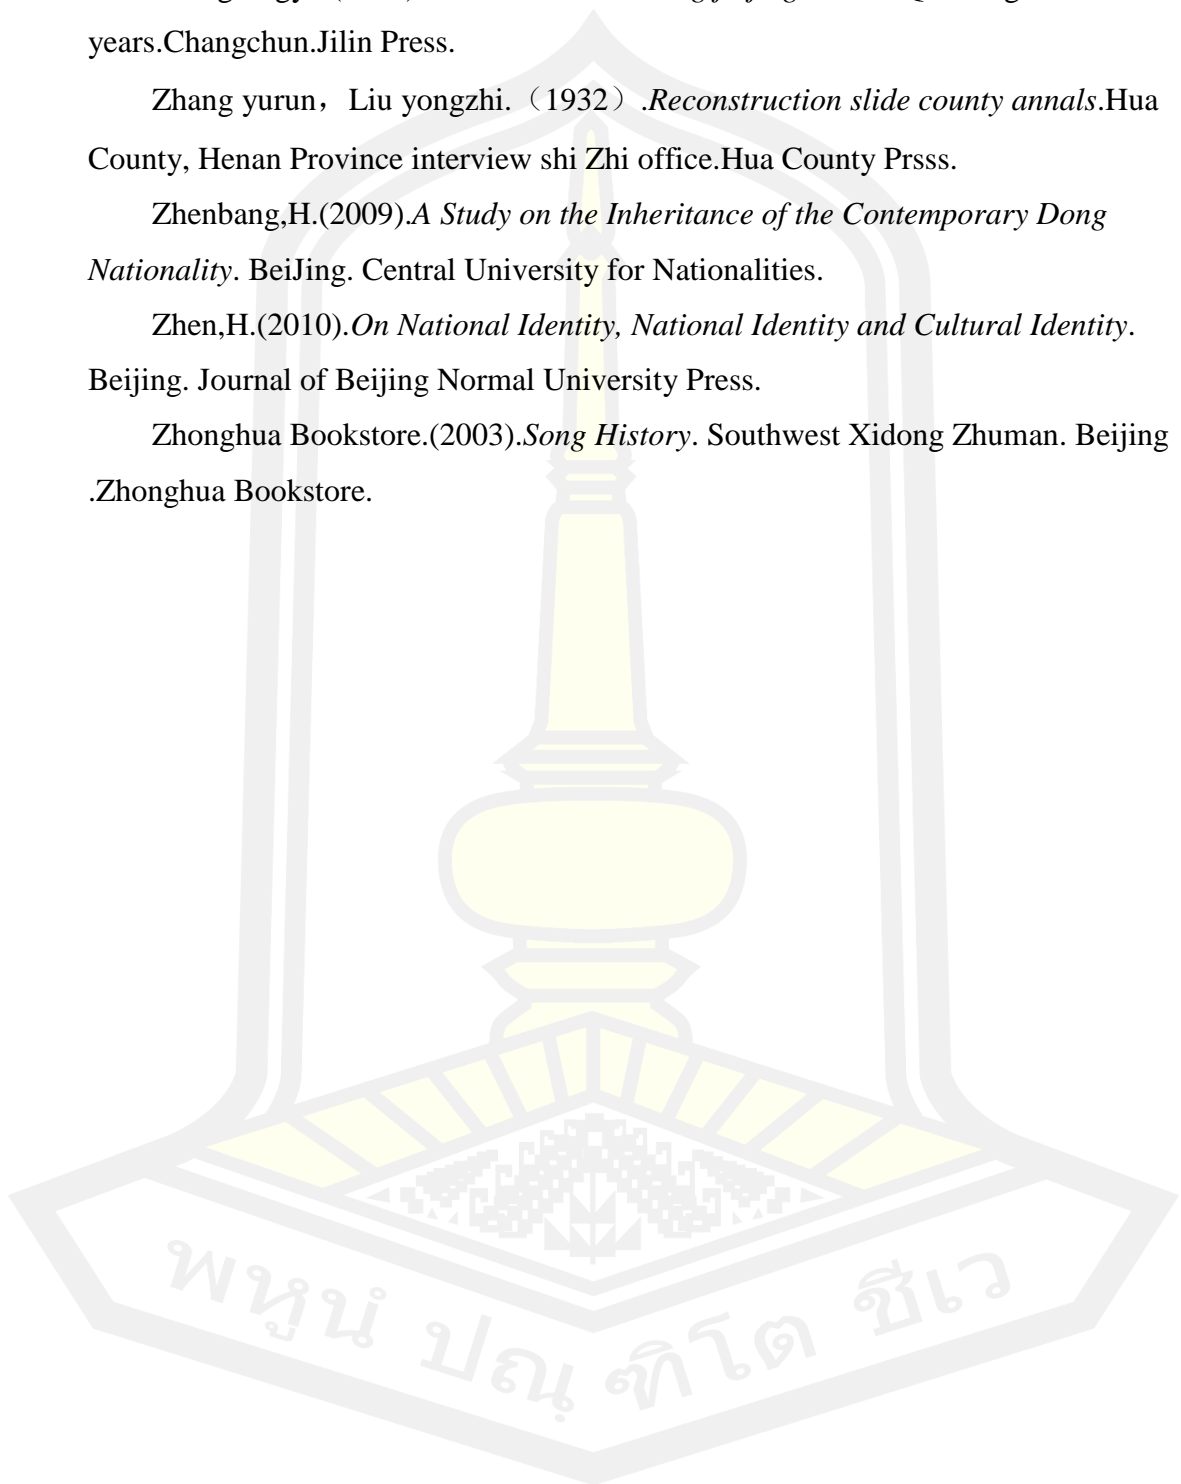 years.Changchun.Jilin Press.
Zhang yurun，Liu yongzhi.（1932）.Reconstruction slide county annals.Hua
County, Henan Province interview shi Zhi office.Hua County Prsss.
Zhenbang,H.(2009).A Study on the Inheritance of the Contemporary Dong
Nationality. BeiJing. Central University for Nationalities.
Zhen,H.(2010).On National Identity, National Identity and Cultural Identity.
Beijing. Journal of Beijing Normal University Press.
Zhonghua Bookstore.(2003).Song History. Southwest Xidong Zhuman. Beijing
.Zhonghua Bookstore.
พหูนํ ปณฺฑิโต ชีเว